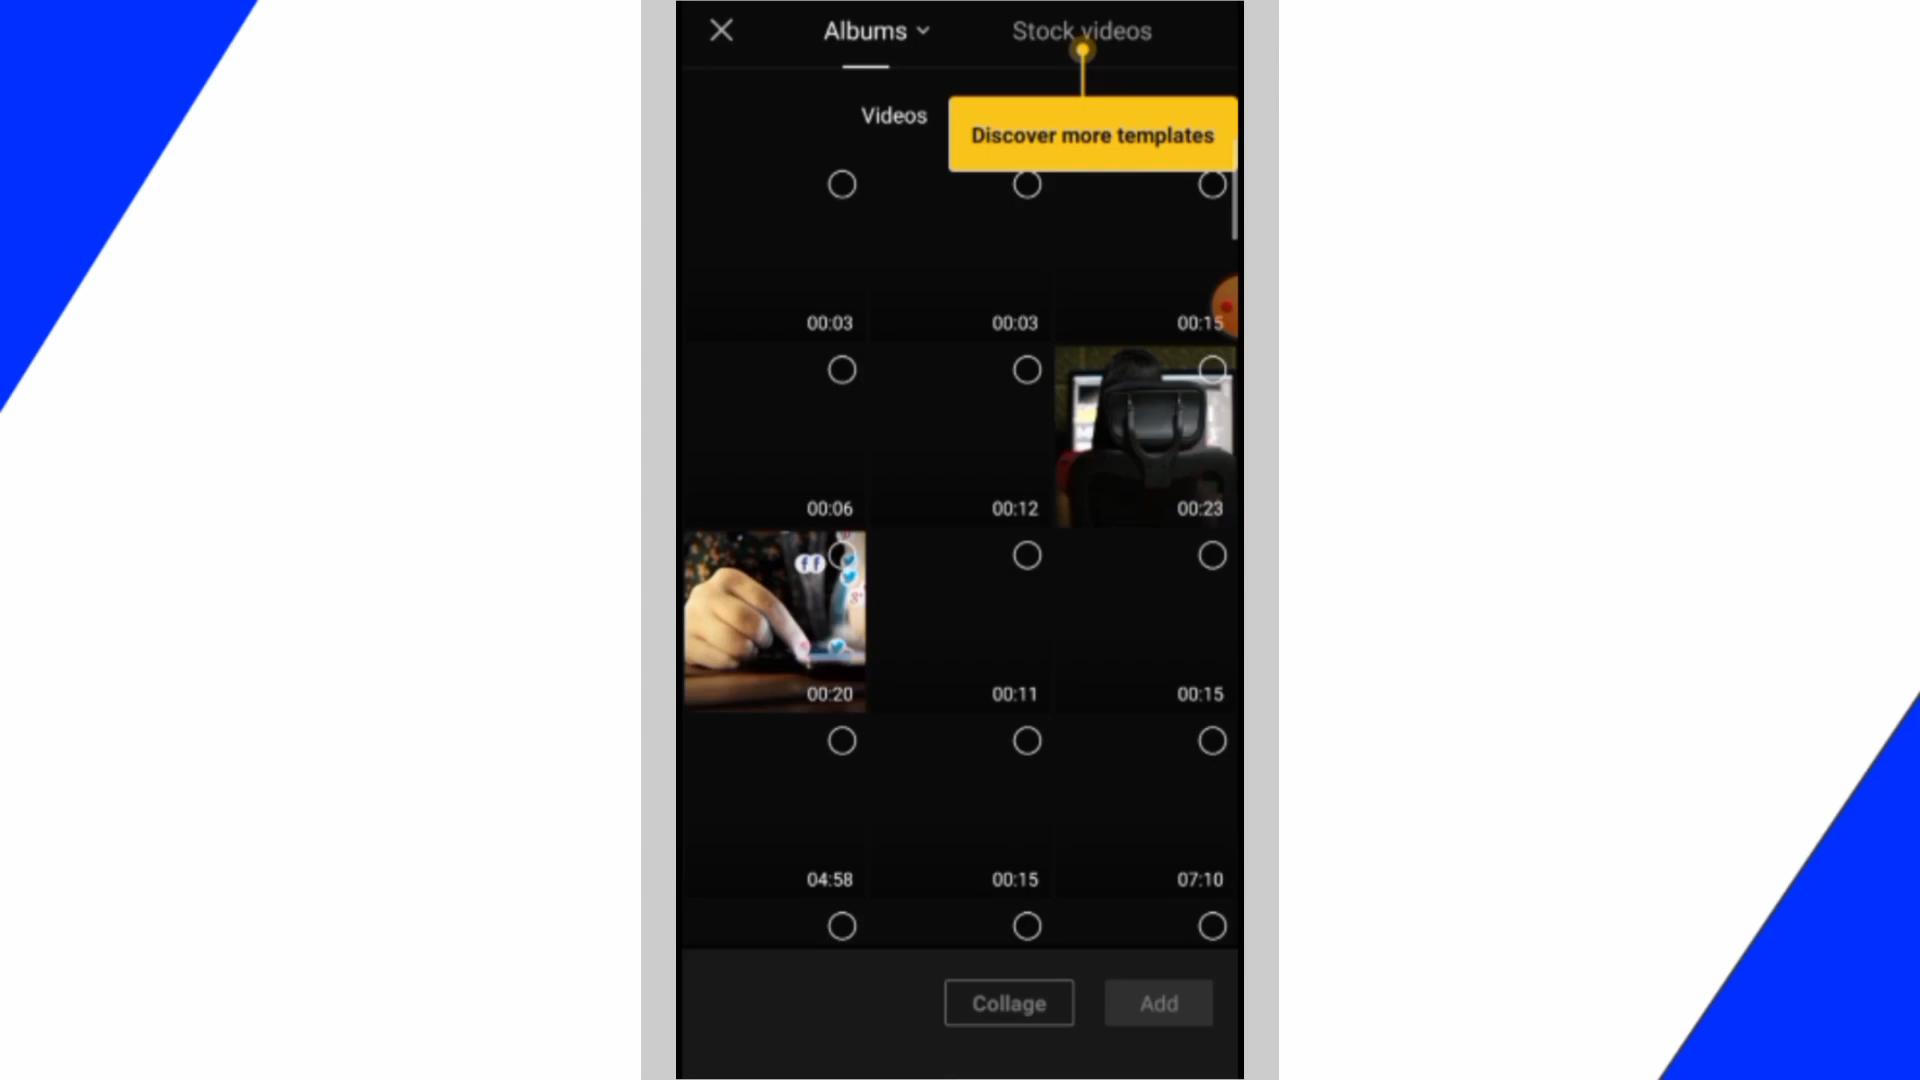 Albums
Stock videos
Videos
Discover more templates
00:03
00:03
00:15
00:06
00:12
00:23
00:20
00:11
00:15
04:58
00:15
07:10
Collage
Add